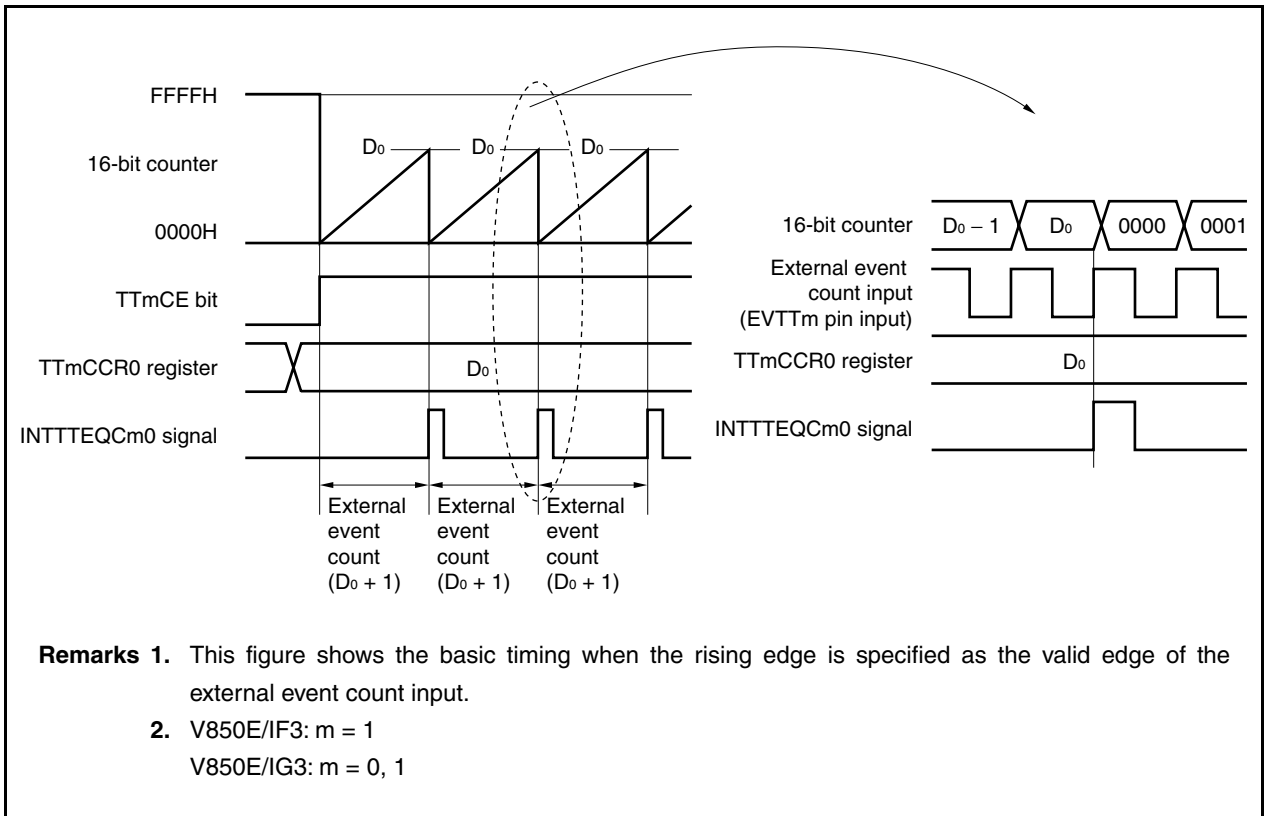 FFFFH
16-bit counter
0000H
D0
D0
D0
TTmCE bit
TTmCCR0 register
D0
INTTTEQCm0 signal
External
event
count
(D0 + 1)
External
event
count
(D0 + 1)
External
event
count
(D0 + 1)
16-bit counter
D0 – 1
D0
0000
0001
External event
count input
(EVTTm pin input)
TTmCCR0 register
D0
INTTTEQCm0 signal
Remarks 1. This figure shows the basic timing when the rising edge is specified as the valid edge of the
external event count input.
2. V850E/IF3: m = 1
V850E/IG3: m = 0, 1